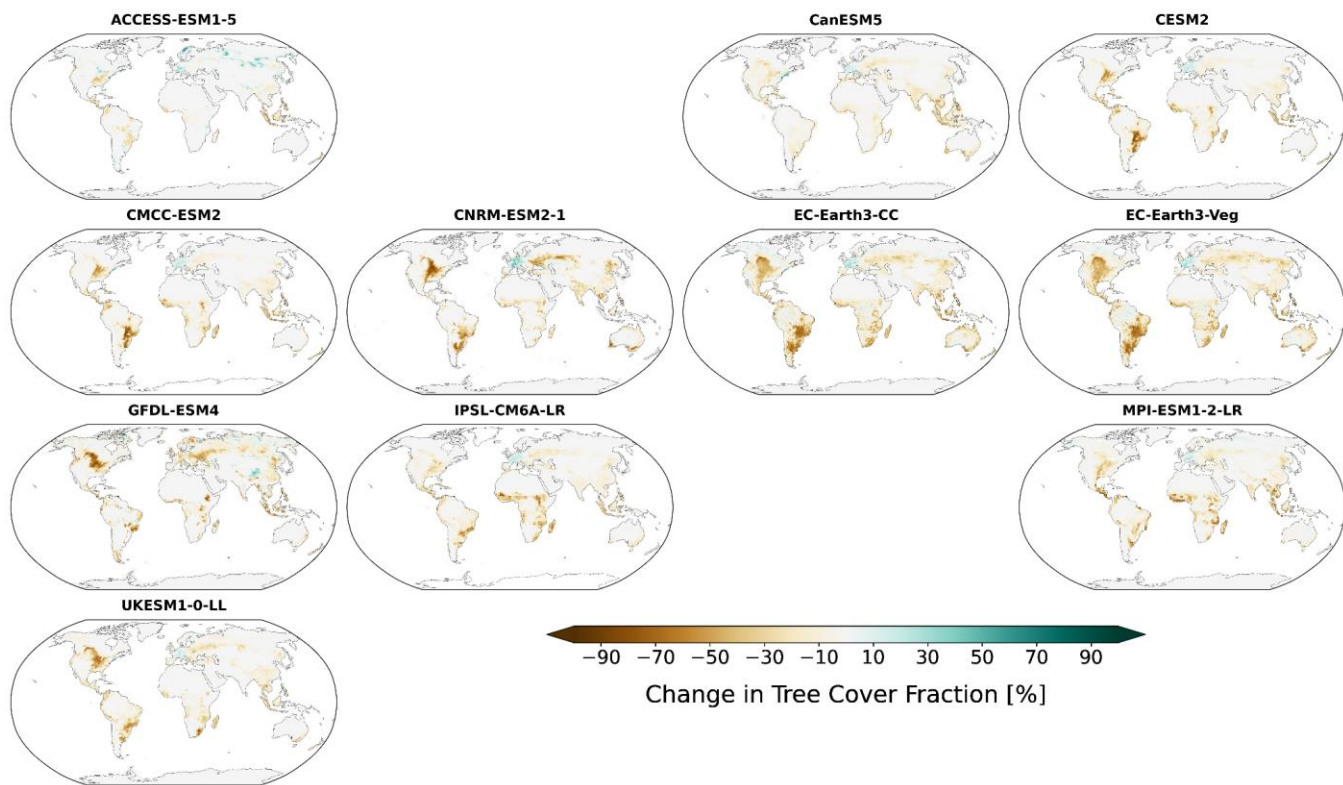 ACCESS-ESM1-5
CanESM5
CESM2
CMCC-ESM2
CNRM-ESM2-1
EC-Earth3-CC
EC-Earth3-Veg
GFDL-ESM4
IPSL-CM6A-LR
MPI-ESM1-2-LR
UKESM1-0-LL
−90 −70 −50 −30 −10 10 30 50 70 90
Change in Tree Cover Fraction [%]